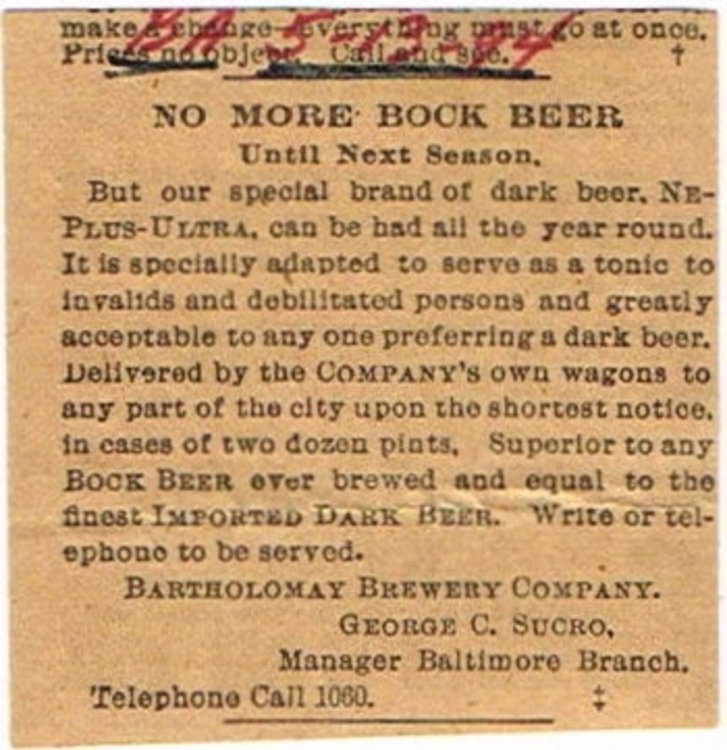 make a change—everything must go at once.
Prices no object. Call and see. †
BA 5-13-94
NO MORE BOCK BEER
Until Next Season.
But our special brand of dark beer, NE-
PLUS-ULTRA, can be had all the year round.
It is specially adapted to serve as a tonic to
invalids and debilitated persons and greatly
acceptable to any one preferring a dark beer.
Delivered by the COMPANY'S own wagons to
any part of the city upon the shortest notice,
in cases of two dozen pints. Superior to any
BOCK BEER ever brewed and equal to the
finest IMPORTED DARK BEER. Write or tel-
ephone to be served.
BARTHOLOMAY BREWERY COMPANY.
GEORGE C. SUCRO,
Manager Baltimore Branch.
Telephone Call 1060. ‡